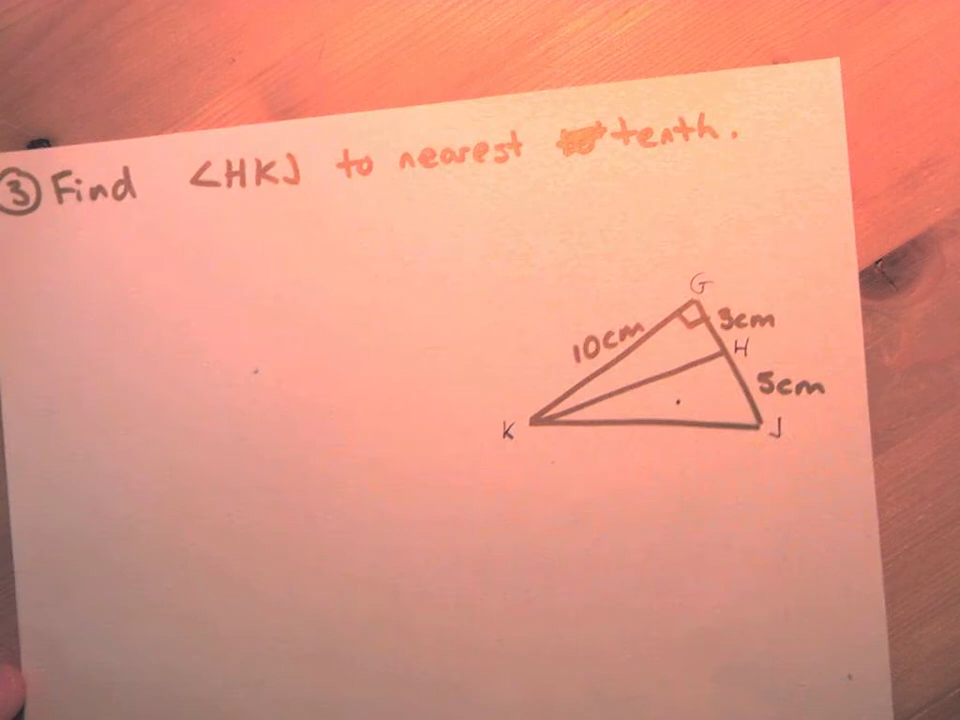 ③ Find <HKJ to nearest tenth.
G
10cm 3cm
H
5cm
K J